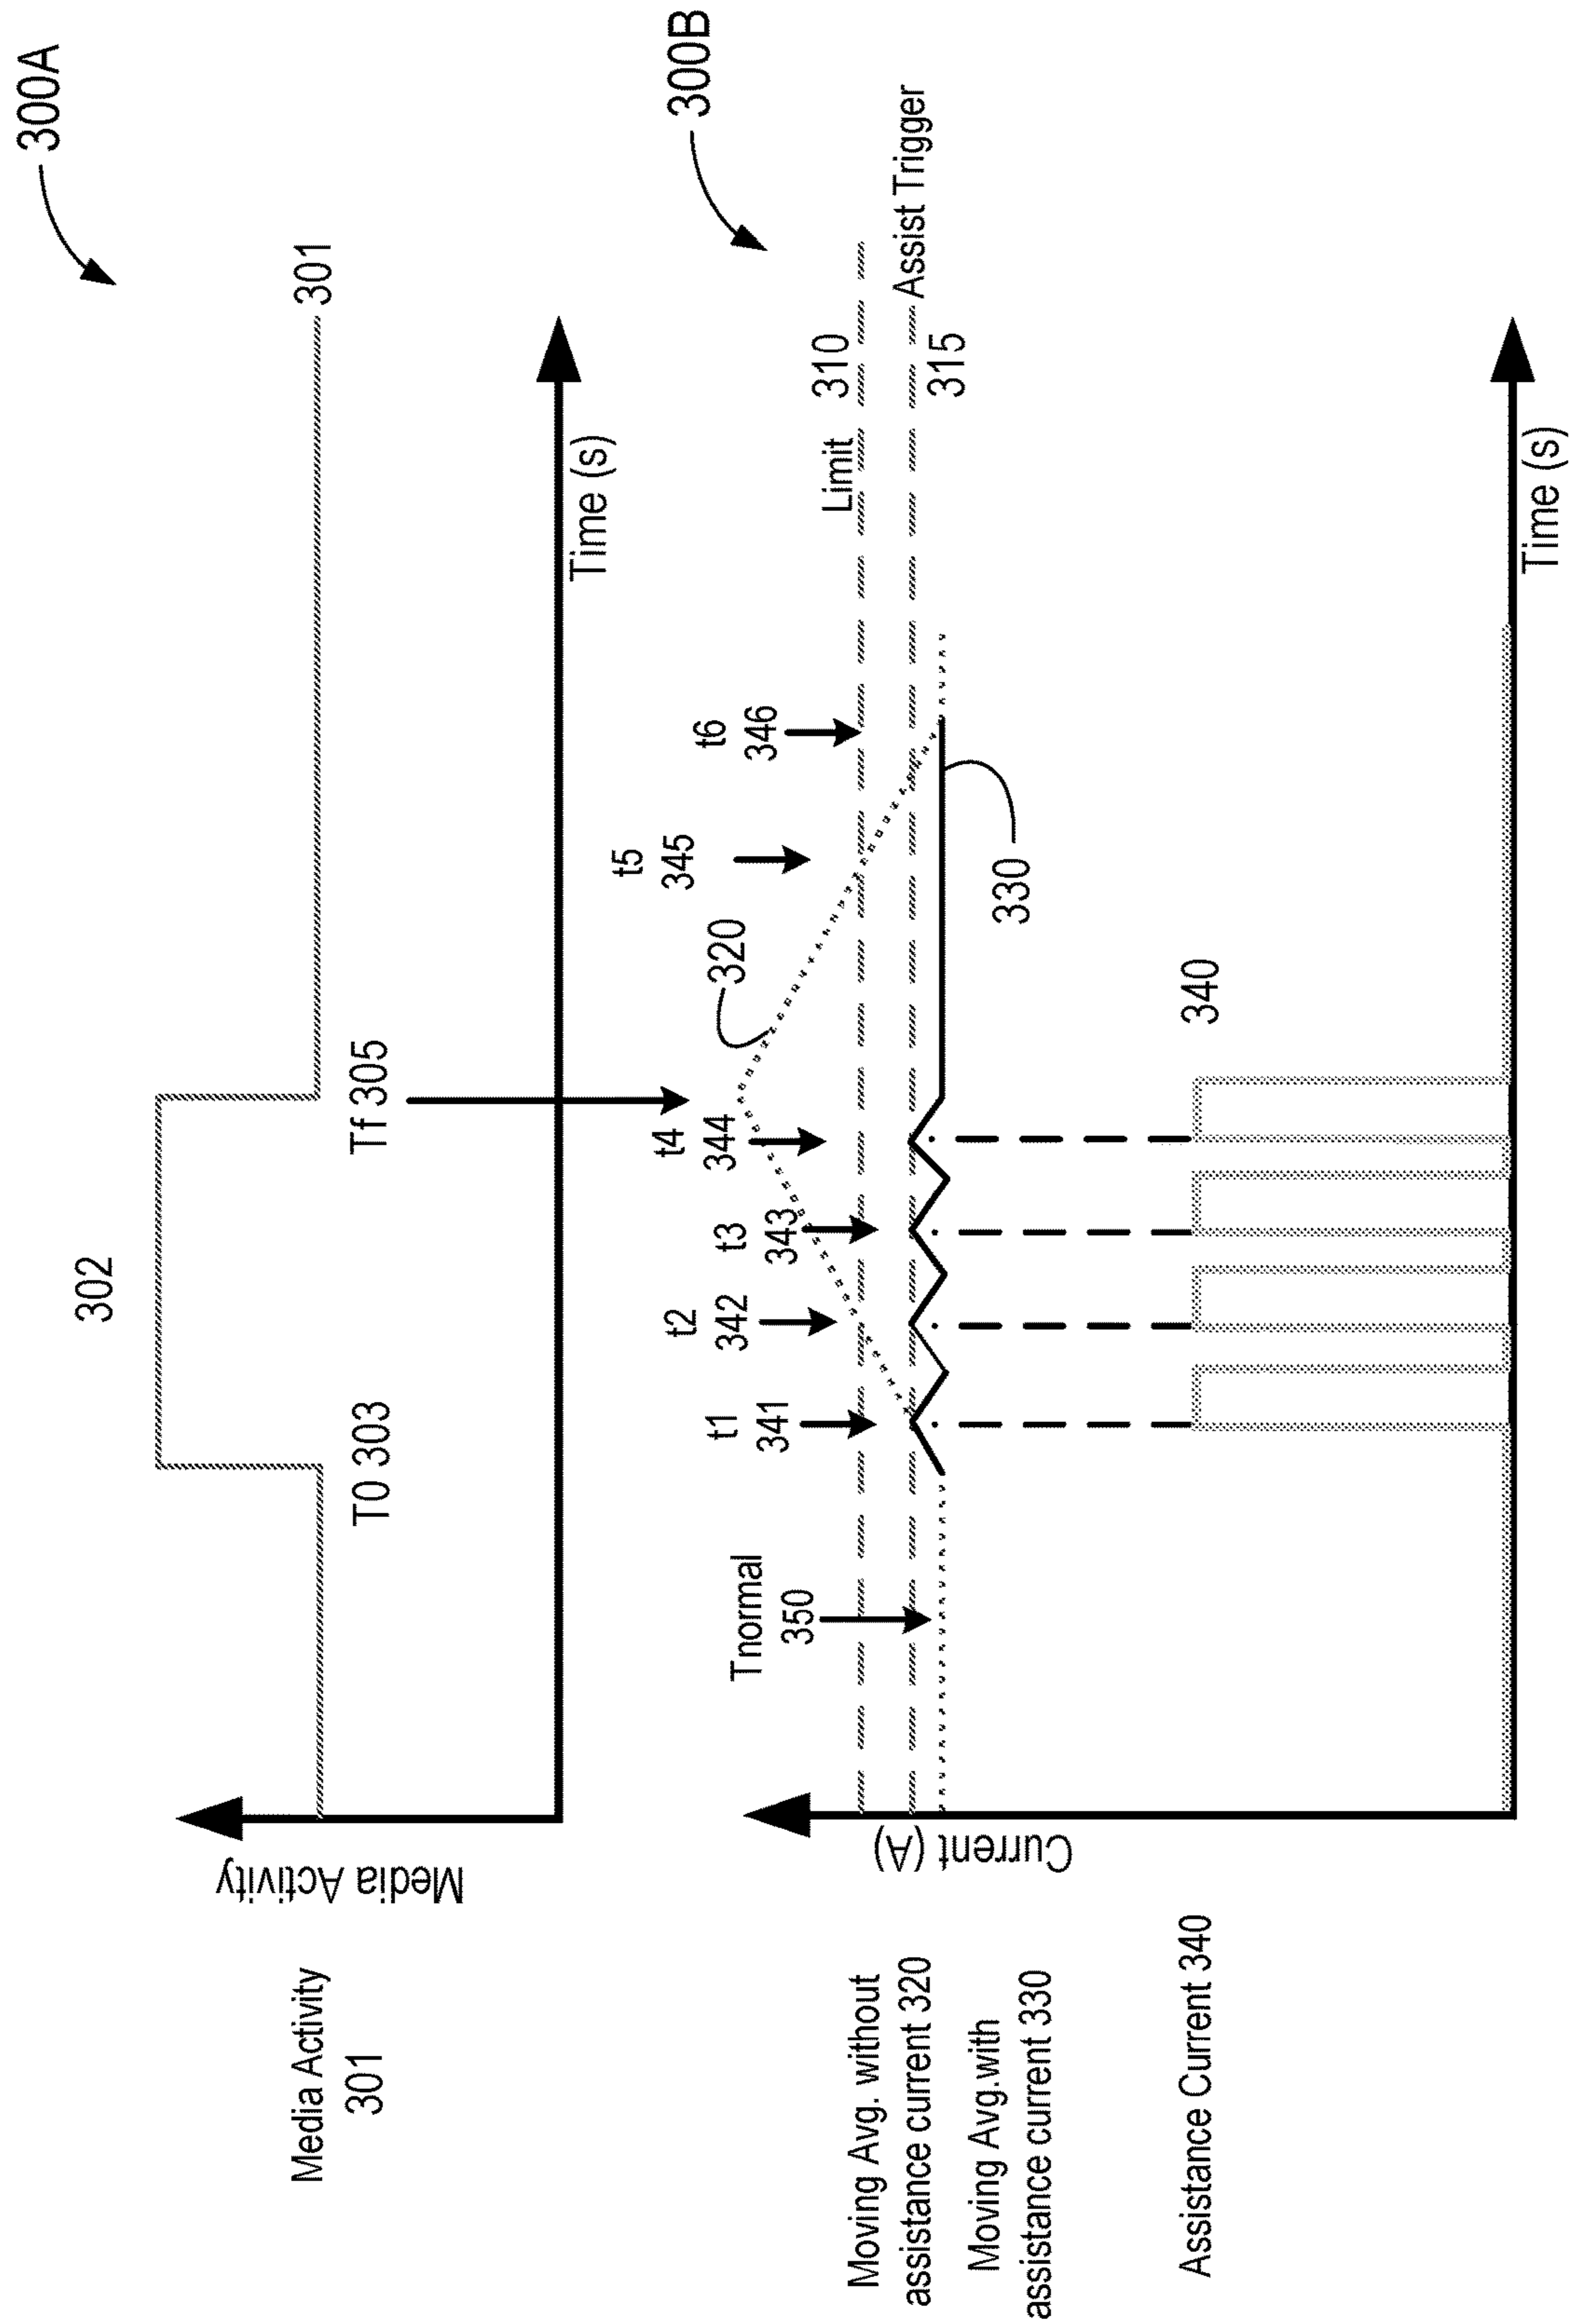 300A
302
301
Media Activity
301
Media Activity
T0 303
Tf 305
Time (s)
300B
Tnormal
350
t1
341
t2
342
t3
343
t4
344
320
t5
345
t6
346
Limit
310
Assist Trigger
315
Current (A)
330
Moving Avg. without
assistance current 320
Moving Avg.with
assistance current 330
340
Assistance Current 340
Time (s)